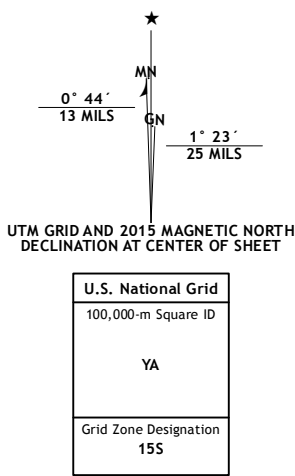 ★
MN
0° 44´
13 MILS
GN
1° 23´
25 MILS
UTM GRID AND 2015 MAGNETIC NORTH
DECLINATION AT CENTER OF SHEET
U.S. National Grid
100,000-m Square ID
YA
Grid Zone Designation
15S